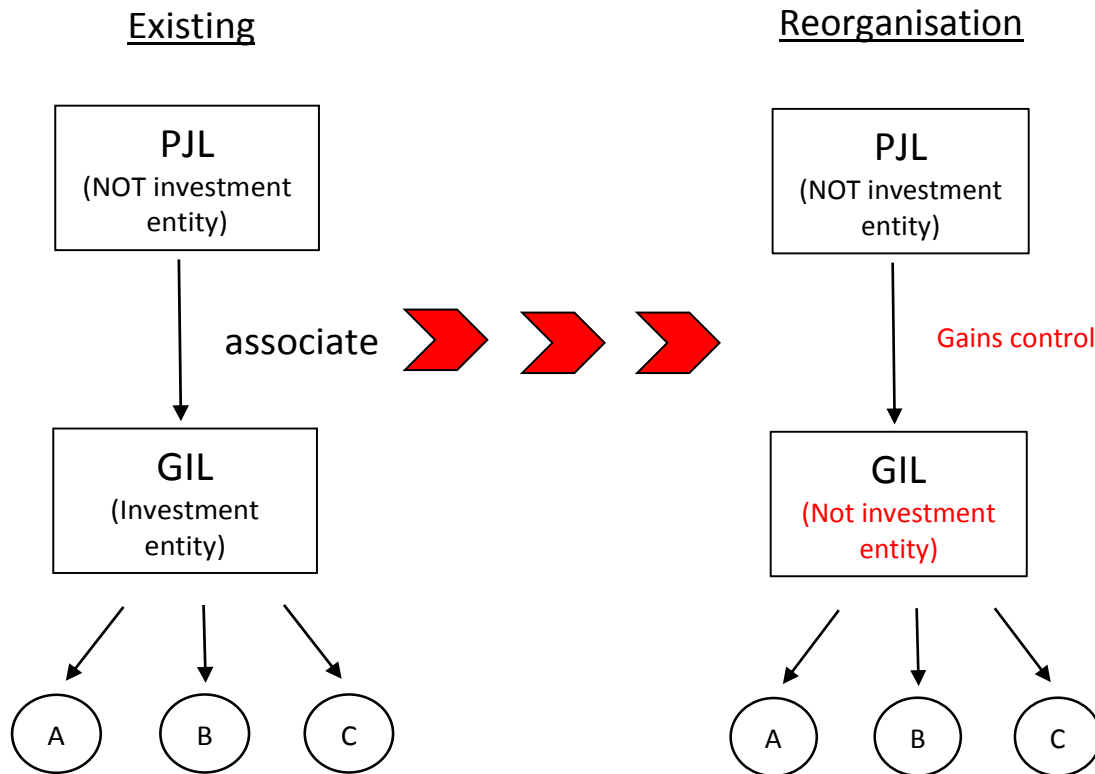 Existing
PJL
(NOT investment
entity)
associate
GIL
(Investment
entity)
A
B
C
Reorganisation
PJL
(NOT investment
entity)
Gains control
GIL
(Not investment
entity)
A
B
C